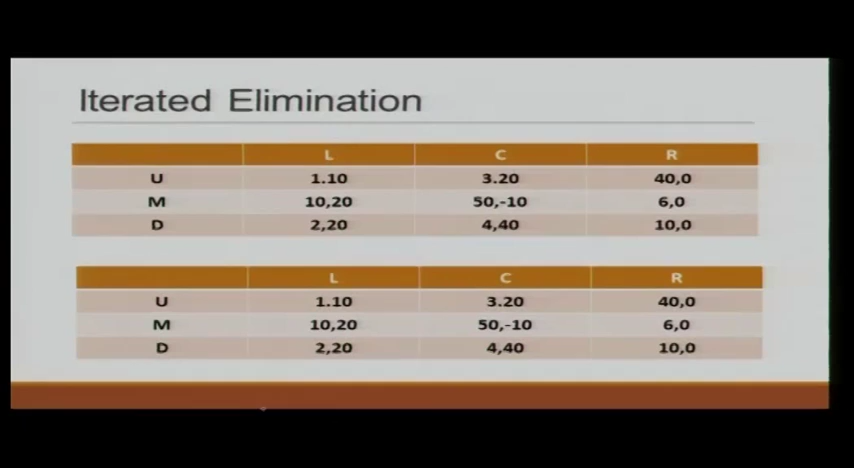 Iterated Elimination
L C R
U 1.10 3.20 40,0
M 10,20 50,-10 6,0
D 2,20 4,40 10,0
L C R
U 1.10 3.20 40,0
M 10,20 50,-10 6,0
D 2,20 4,40 10,0